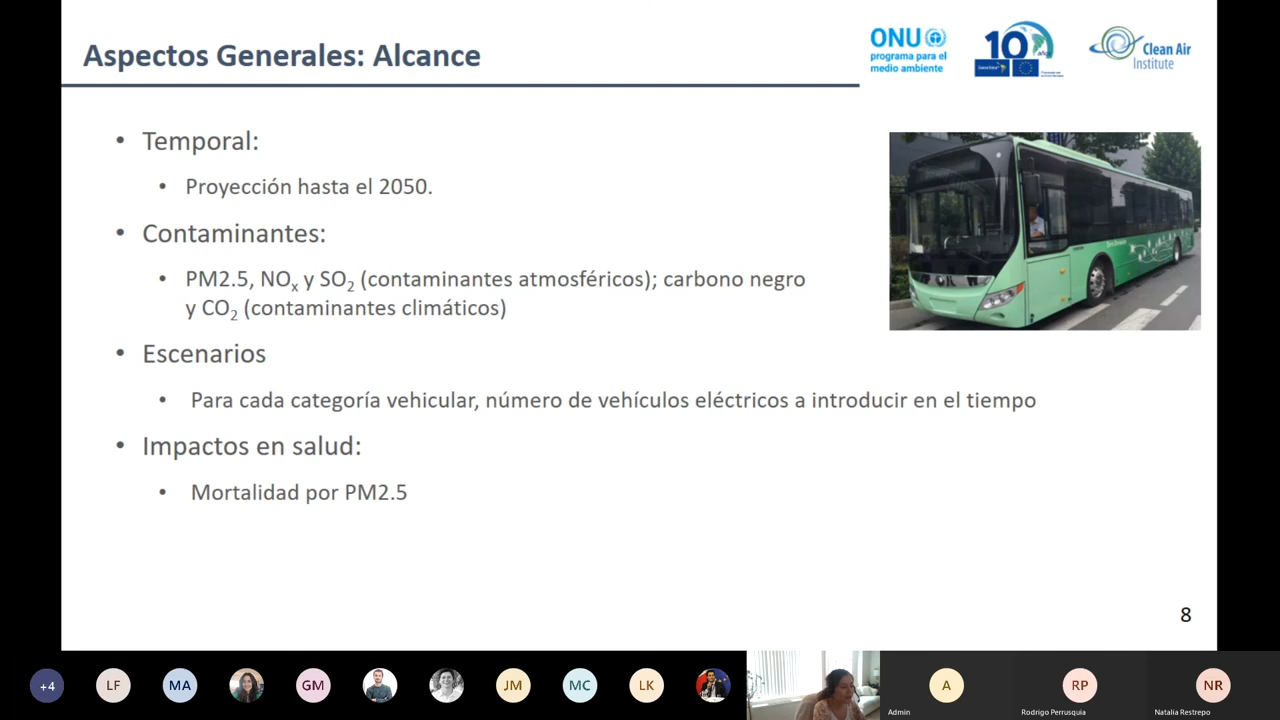 Aspectos Generales: Alcance
ONU
programa para el
medio ambiente
10
años
Clean Air
Institute
• Temporal:
• Proyección hasta el 2050.
• Contaminantes:
• PM2.5, NOx y SO2 (contaminantes atmosféricos); carbono negro
y CO2 (contaminantes climáticos)
• Escenarios
• Para cada categoría vehicular, número de vehículos eléctricos a introducir en el tiempo
• Impactos en salud:
• Mortalidad por PM2.5
8
+4
LF
MA
GM
JM
MC
LK
A
RP
NR
Admin
Rodrigo Perrusquia
Natalia Restrepo